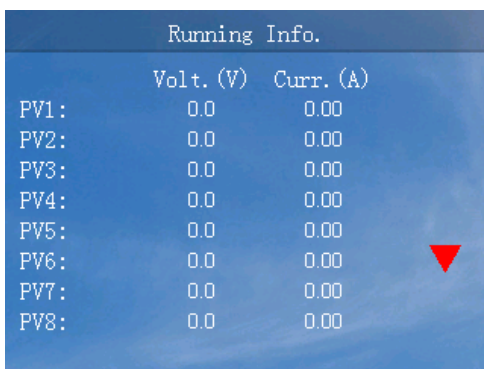 Running Info.
Volt.(V) Curr.(A)
PV1: 0.0 0.00
PV2: 0.0 0.00
PV3: 0.0 0.00
PV4: 0.0 0.00
PV5: 0.0 0.00
PV6: 0.0 0.00
PV7: 0.0 0.00
PV8: 0.0 0.00